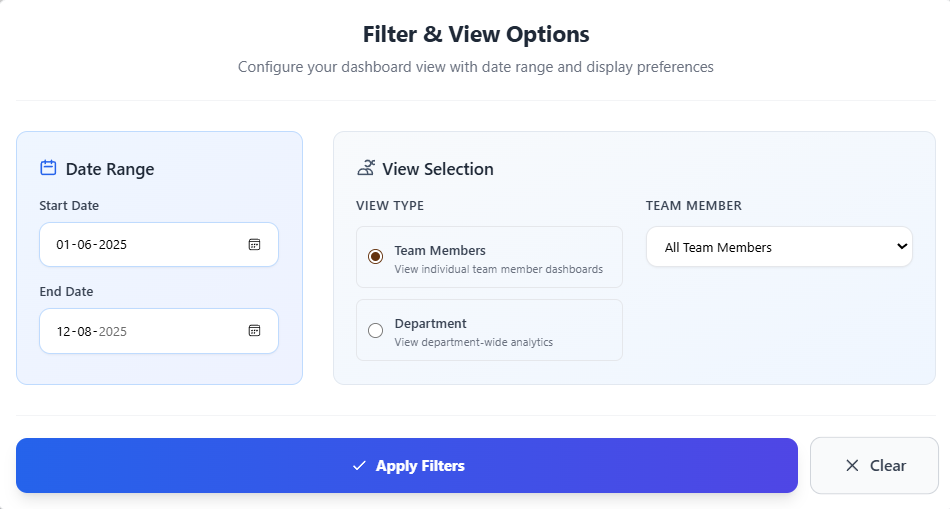 Filter & View Options
Configure your dashboard view with date range and display preferences
Date Range
Start Date
01-06-2025
End Date
12-08-2025
View Selection
VIEW TYPE
Team Members
View individual team member dashboards
Department
View department-wide analytics
TEAM MEMBER
All Team Members
Apply Filters
Clear